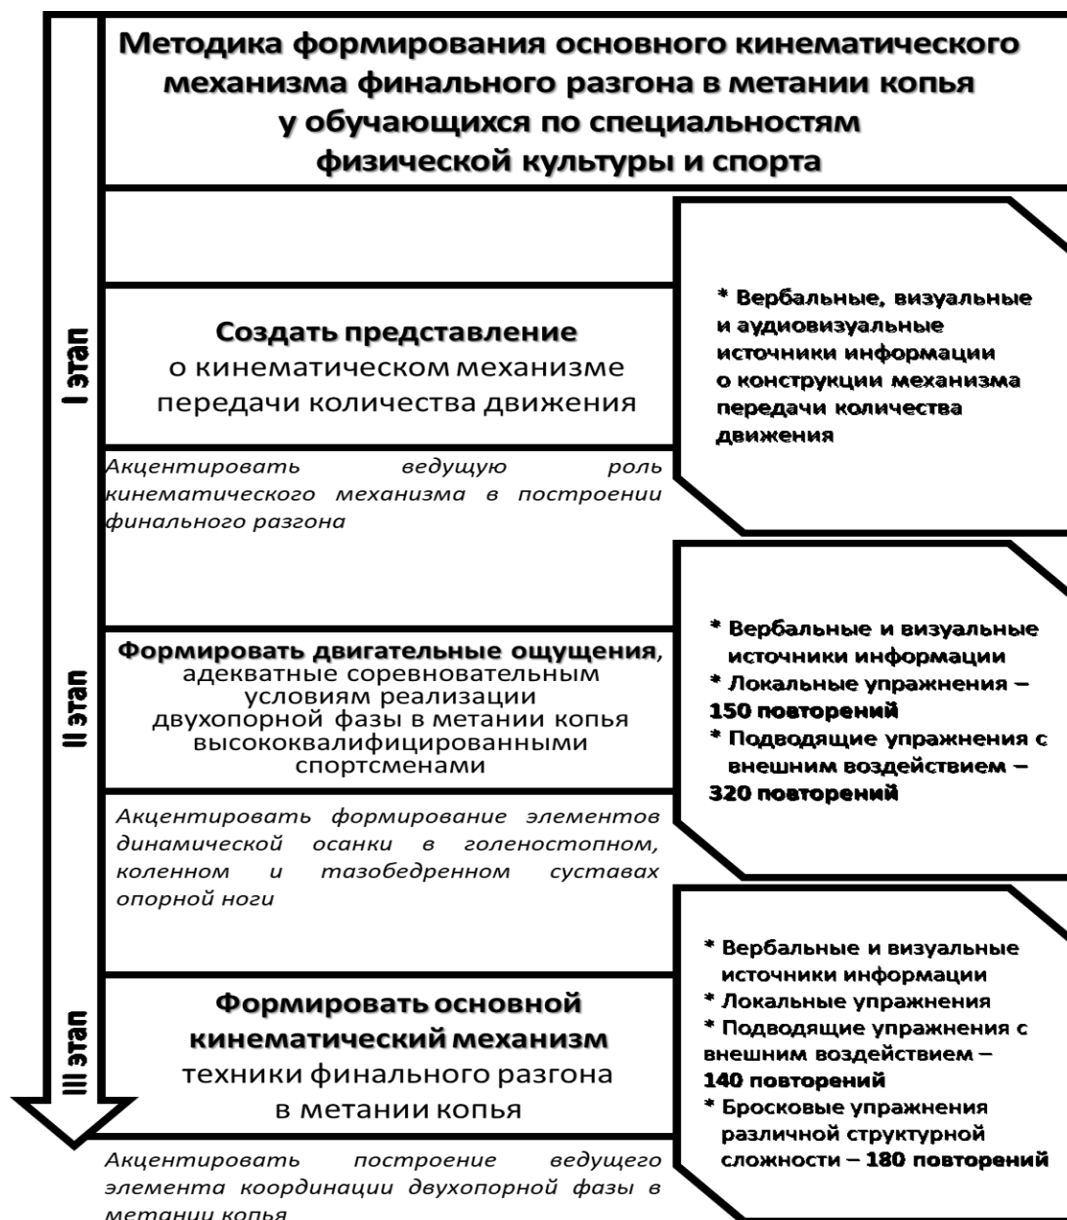 Методика формирования основного кинематического
механизма финального разгона в метании копья
у обучающихся по специальностям
физической культуры и спорта
I этап
Создать представление
о кинематическом механизме
передачи количества движения
Акцентировать ведущую роль
кинематического механизма в построении
финального разгона
* Вербальные, визуальные
и аудиовизуальные
источники информации
о конструкции механизма
передачи количества
движения
II этап
Формировать двигательные ощущения,
адекватные соревновательным
условиям реализации
двухопорной фазы в метании копья
высококвалифицированными
спортсменами
Акцентировать формирование элементов
динамической осанки в голеностопном,
коленном и тазобедренном суставах
опорной ноги
* Вербальные и визуальные
источники информации
* Локальные упражнения –
150 повторений
* Подводящие упражнения с
внешним воздействием –
320 повторений
III этап
Формировать основной
кинематический механизм
техники финального разгона
в метании копья
Акцентировать построение ведущего
элемента координации двухопорной фазы в
метании копья
* Вербальные и визуальные
источники информации
* Локальные упражнения
* Подводящие упражнения с
внешним воздействием –
140 повторений
* Бросковые упражнения
различной структурной
сложности – 180 повторений